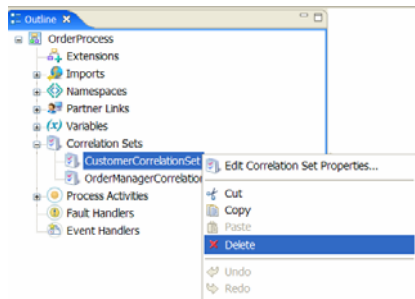 Outline
OrderProcess
Extensions
Imports
Namespaces
Partner Links
(x) Variables
Correlation Sets
CustomerCorrelationSet
OrderManagerCorrelation
Process Activities
Fault Handlers
Event Handlers
Edit Correlation Set Properties...
Cut
Copy
Paste
Delete
Undo
Redo